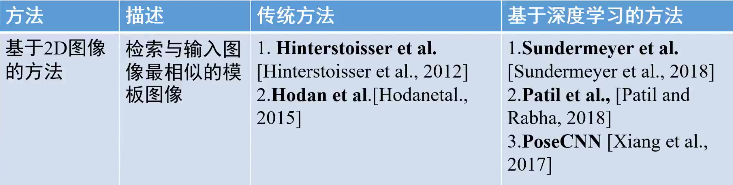 方法
描述
传统方法
基于深度学习的方法
基于2D图像
的方法
检索与输入图
像最相似的模
板图像
1. Hinterstoisser et al.
[Hinterstoisser et al., 2012]
2.Hodan et al.[Hodanetal.,
2015]
1.Sundermeyer et al.
[Sundermeyer et al., 2018]
2.Patil et al., [Patil and
Rabha, 2018]
3.PoseCNN [Xiang et al.,
2017]